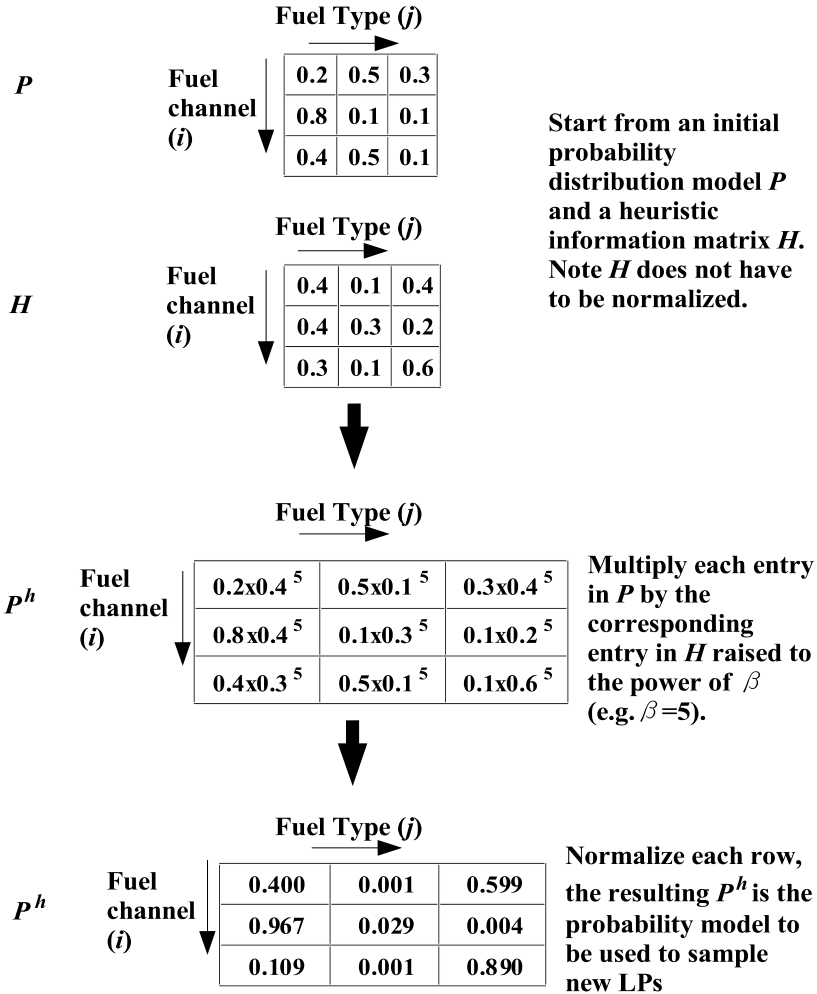 Fuel Type (j)
P
Fuel
channel
(i)
0.2 0.5 0.3
0.8 0.1 0.1
0.4 0.5 0.1
Start from an initial
probability
distribution model P
and a heuristic
information matrix H.
Note H does not have
to be normalized.
Fuel Type (j)
H
Fuel
channel
(i)
0.4 0.1 0.4
0.4 0.3 0.2
0.3 0.1 0.6
Fuel Type (j)
P^h
Fuel
channel
(i)
0.2x0.4 ^5 0.5x0.1 ^5 0.3x0.4 ^5
0.8x0.4 ^5 0.1x0.3 ^5 0.1x0.2 ^5
0.4x0.3 ^5 0.5x0.1 ^5 0.1x0.6 ^5
Multiply each entry
in P by the
corresponding
entry in H raised to
the power of β
(e.g. β=5).
Fuel Type (j)
P^h
Fuel
channel
(i)
0.400 0.001 0.599
0.967 0.029 0.004
0.109 0.001 0.890
Normalize each row,
the resulting P^h is the
probability model to
be used to sample
new LPs